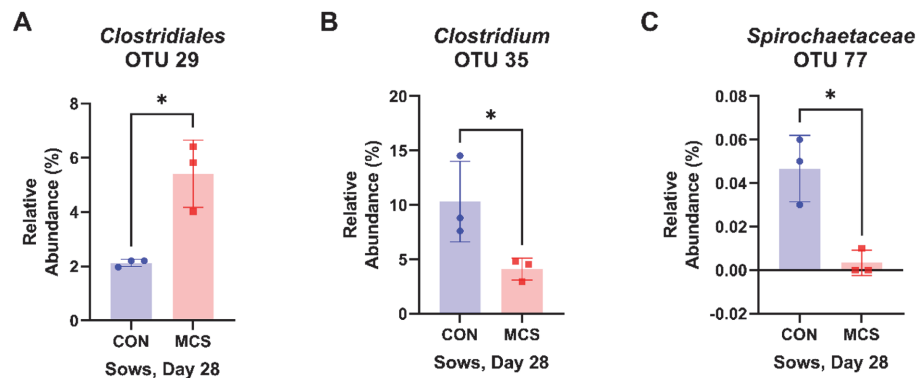 A
Clostridiales
OTU 29
*
Relative
Abundance (%)
8
6
4
2
0
CON MCS
Sows, Day 28
B
Clostridium
OTU 35
*
Relative
Abundance (%)
20
15
10
5
0
CON MCS
Sows, Day 28
C
Spirochaetaceae
OTU 77
*
Relative
Abundance (%)
0.08
0.06
0.04
0.02
0.00
-0.02
CON MCS
Sows, Day 28